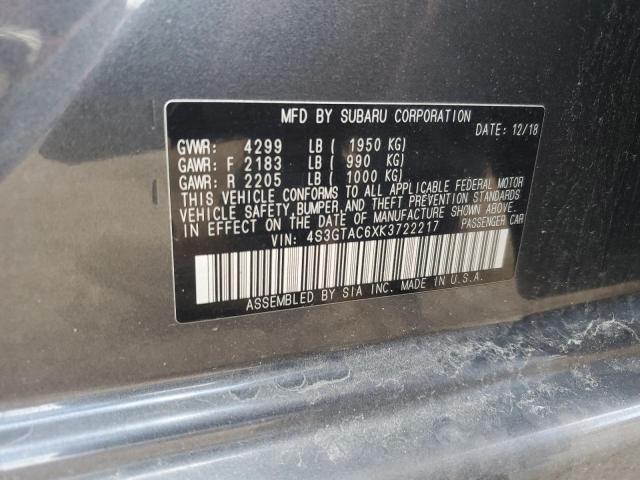 MFD BY SUBARU CORPORATION
DATE: 12/18
GVWR: 4299 LB ( 1950 KG)
GAWR: F 2183 LB ( 990 KG)
GAWR: R 2205 LB ( 1000 KG)
THIS VEHICLE CONFORMS TO ALL APPLICABLE FEDERAL MOTOR
VEHICLE SAFETY, BUMPER, AND THEFT PREVENTION STANDARDS
IN EFFECT ON THE DATE OF MANUFACTURE SHOWN ABOVE.
VIN: 4S3GTAC6XK3722217 PASSENGER CAR
ASSEMBLED BY SIA INC. MADE IN U.S.A.